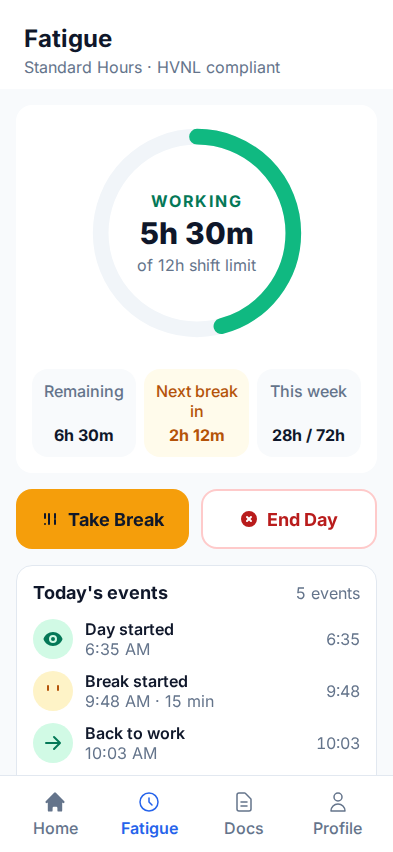 Fatigue
Standard Hours · HVNL compliant
WORKING
5h 30m
of 12h shift limit
Remaining
6h 30m
Next break
in
2h 12m
This week
28h / 72h
Take Break
End Day
Today's events
5 events
Day started
6:35 AM
6:35
Break started
9:48 AM · 15 min
9:48
Back to work
10:03 AM
10:03
Home
Fatigue
Docs
Profile